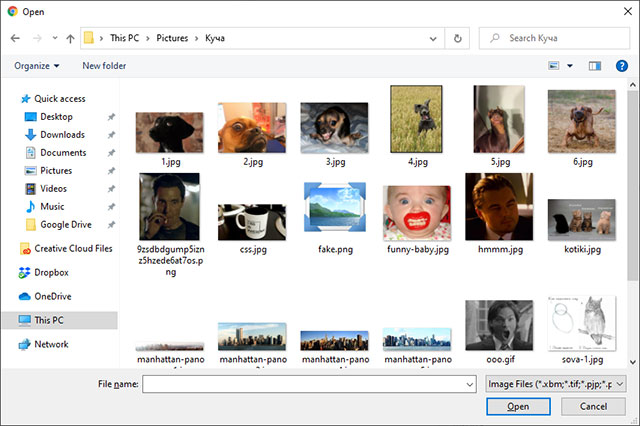 Open
This PC > Pictures > Куча
Search Куча
Organize
New folder
Quick access
Desktop
Downloads
Documents
Pictures
Videos
Music
Google Drive
Creative Cloud Files
Dropbox
OneDrive
This PC
Network
1.jpg
2.jpg
3.jpg
4.jpg
5.jpg
6.jpg
9zsdbdgump5izn
z5hzede6at7os.p
ng
css.jpg
fake.png
funny-baby.jpg
hmmm.jpg
kotiki.jpg
manhattan-pano
manhattan-pano
manhattan-pano
manhattan-pano
ooo.gif
sova-1.jpg
File name:
Image Files (*.xbm;*.tif;*.pjp;*.p
Open
Cancel